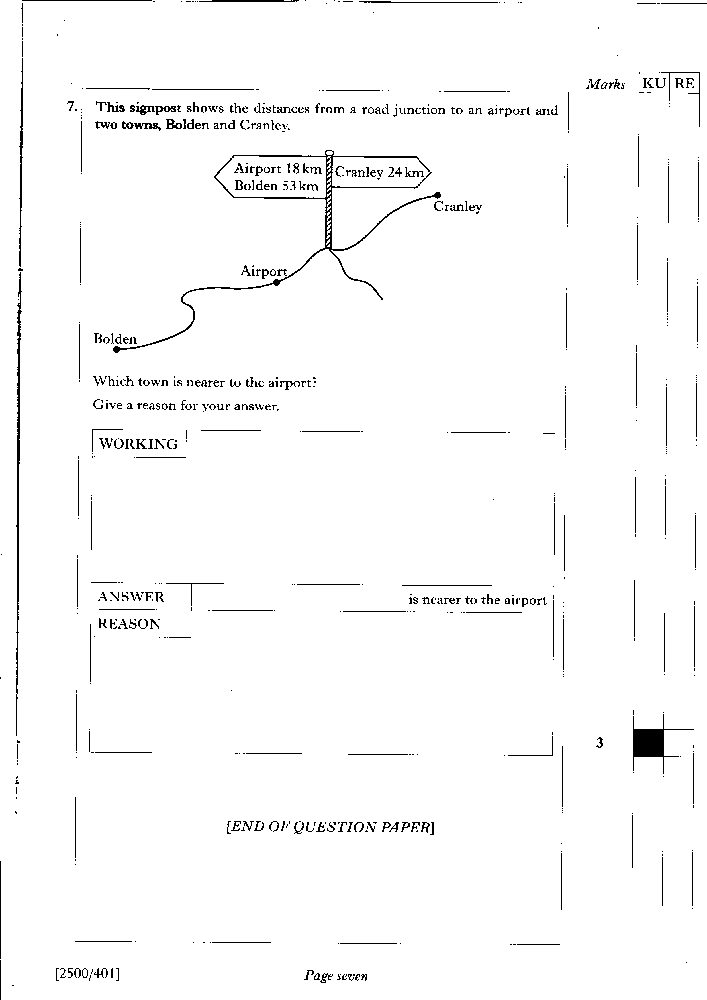 Marks KU RE
7. This signpost shows the distances from a road junction to an airport and
two towns, Bolden and Cranley.
Airport 18 km
Bolden 53 km
Cranley 24 km
Cranley
Airport
Bolden
Which town is nearer to the airport?
Give a reason for your answer.
WORKING
ANSWER is nearer to the airport
REASON
3
[END OF QUESTION PAPER]
[2500/401] Page seven